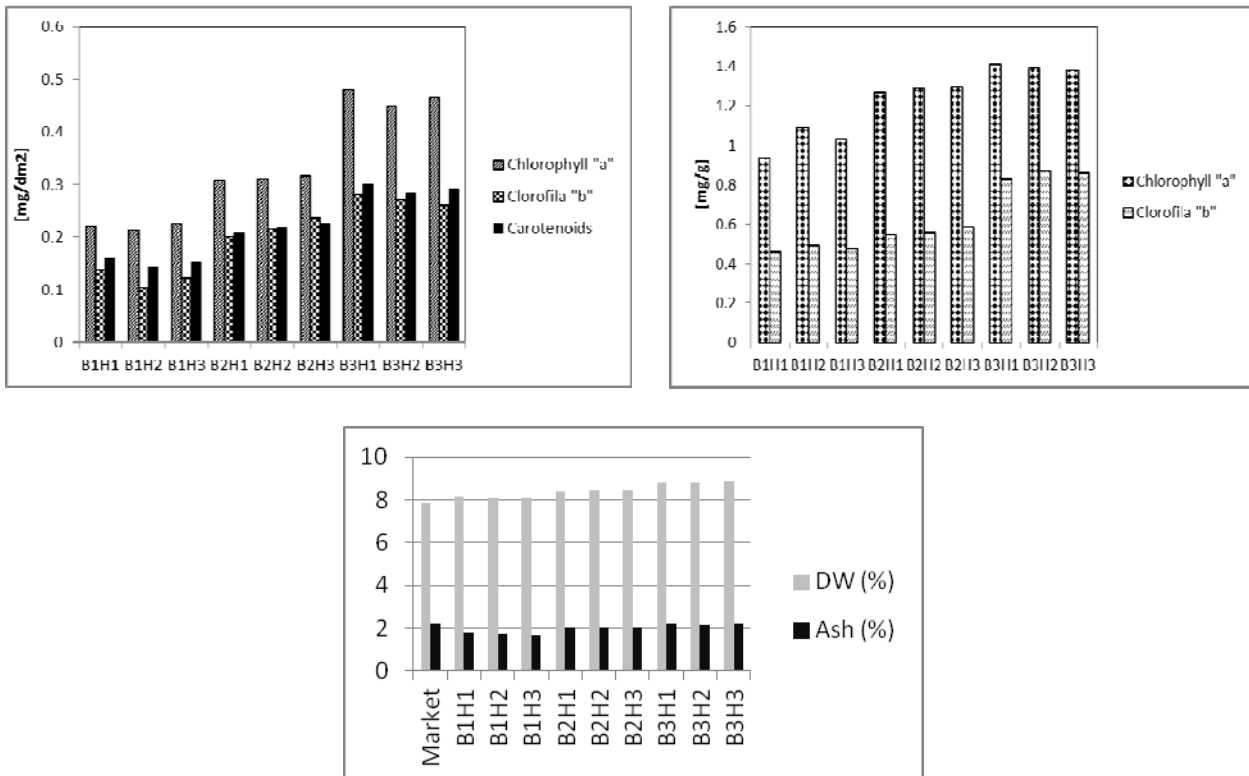 0.6
0.5
0.4
0.3
0.2
0.1
0
[mg/dm2]
B1H1 B1H2 B1H3 B2H1 B2H2 B2H3 B3H1 B3H2 B3H3
Chlorophyll "a"
Clorofila "b"
Carotenoids
1.6
1.4
1.2
1
0.8
0.6
0.4
0.2
0
[mg/g]
B1H1 B1H2 B1H3 B2H1 B2H2 B2H3 B3H1 B3H2 B3H3
Chlorophyll "a"
Clorofila "b"
10
8
6
4
2
0
Market
B1H1
B1H2
B1H3
B2H1
B2H2
B2H3
B3H1
B3H2
B3H3
DW (%)
Ash (%)